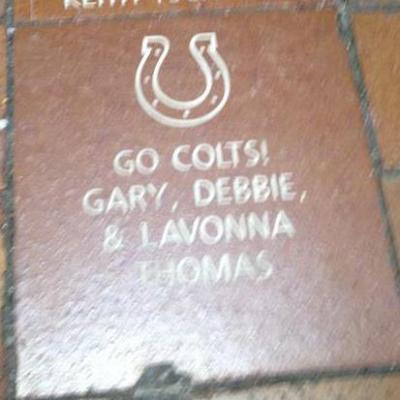 GO COLTS!
GARY, DEBBIE,
& LAVONNA
THOMAS